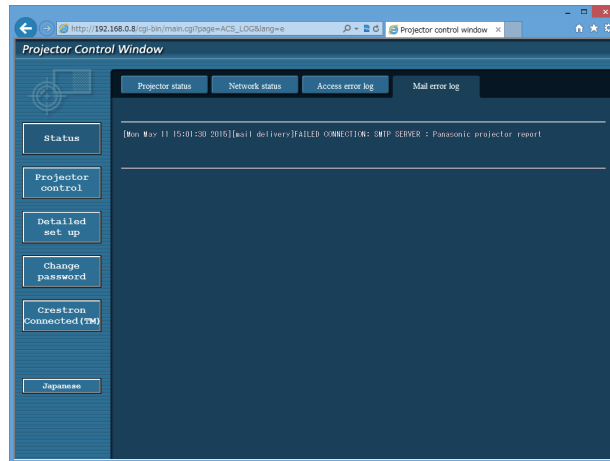 http://192.168.0.8/cgi-bin/main.cgi?page=ACS_LOG&lang=e
Projector control window
Projector Control Window
Projector status
Network status
Access error log
Mail error log
[Mon May 11 15:01:30 2015][mail delivery]FAILED CONNECTION: SMTP SERVER : Panasonic projector report
Status
Projector
control
Detailed
set up
Change
password
Crestron
Connected(TM)
Japanese